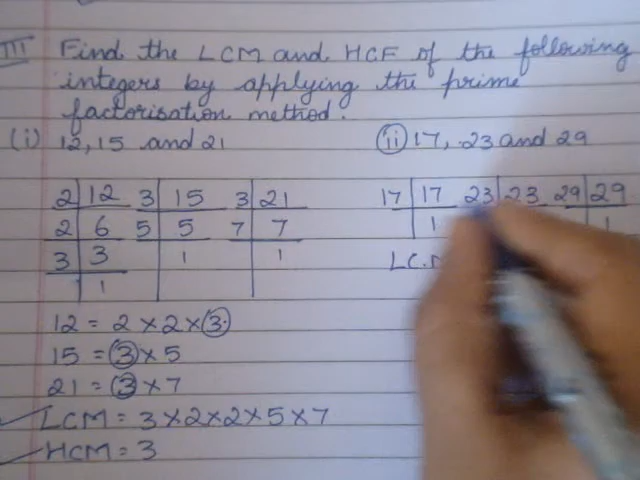 III Find the LCM and HCF of the following
integers by applying the prime
factorisation method.
(i) 12, 15 and 21
2 12 3 15 3 21
2 6 5 5 7 7
3 3 1 1
1
12 = 2 × 2 × 3
15 = 3 × 5
21 = 3 × 7
LCM = 3 × 2 × 2 × 5 × 7
HCM = 3
(ii) 17, 23 and 29
17 17 23 23 29 29
1 1
LC.